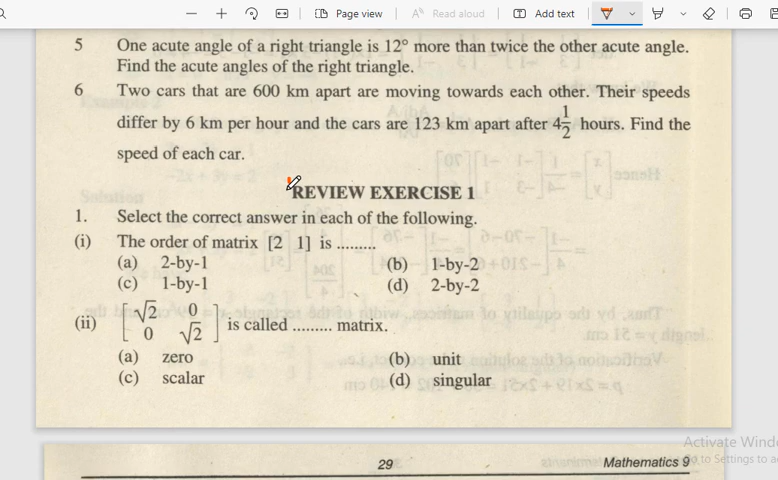 Page view
Read aloud
Add text
5 One acute angle of a right triangle is 12° more than twice the other acute angle.
Find the acute angles of the right triangle.
6 Two cars that are 600 km apart are moving towards each other. Their speeds
differ by 6 km per hour and the cars are 123 km apart after 4 1/2 hours. Find the
speed of each car.
REVIEW EXERCISE 1
1. Select the correct answer in each of the following.
(i) The order of matrix [2 1] is .........
(a) 2-by-1 (b) 1-by-2
(c) 1-by-1 (d) 2-by-2
(ii) [√2 0
0 √2] is called ......... matrix.
(a) zero (b) unit
(c) scalar (d) singular
Activate Wind
to Settings to a
29 Mathematics 9